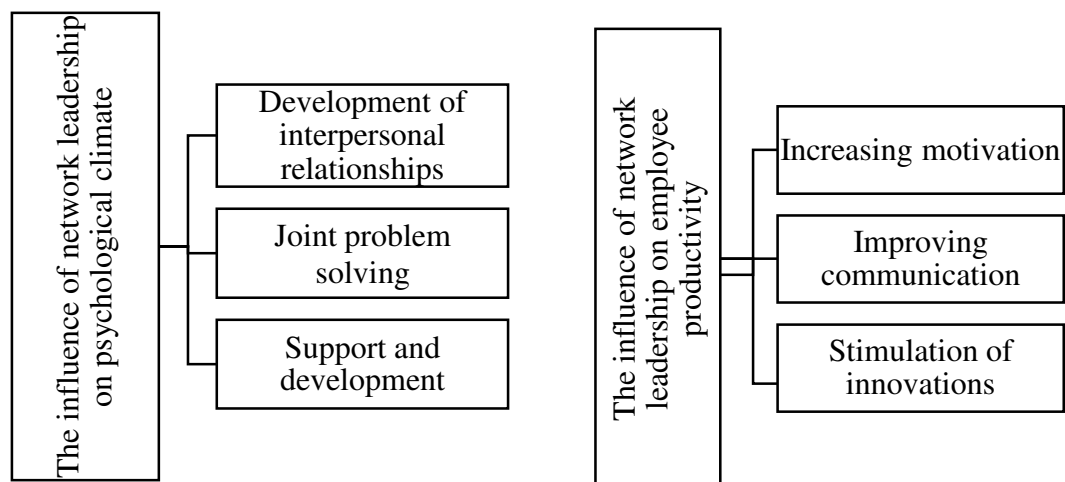 The influence of network leadership
on psychological climate
Development of
interpersonal
relationships
Joint problem
solving
Support and
development
The influence of network
leadership on employee
productivity
Increasing motivation
Improving
communication
Stimulation of
innovations